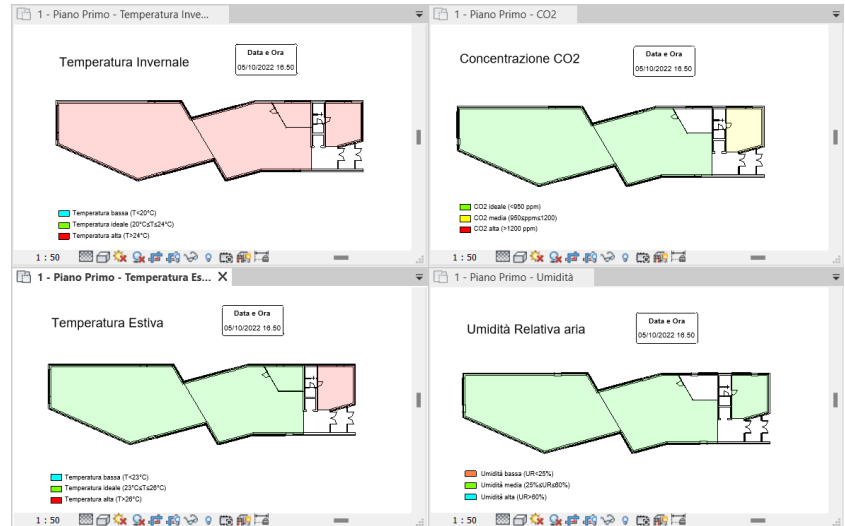 1 - Piano Primo - Temperatura Inve...
Temperatura Invernale
Data e Ora
05/10/2022 16.50
Temperatura bassa (T<20°C)
Temperatura ideale (20°C≤T≤24°C)
Temperatura alta (T>24°C)
1 : 50
1 - Piano Primo - CO2
Concentrazione CO2
Data e Ora
05/10/2022 16.50
CO2 ideale (<950 ppm)
CO2 media (950≤ppm≤1200)
CO2 alta (>1200 ppm)
1 : 50
1 - Piano Primo - Temperatura Es... X
Temperatura Estiva
Data e Ora
05/10/2022 16.50
Temperatura bassa (T<23°C)
Temperatura ideale (23°C≤T≤26°C)
Temperatura alta (T>26°C)
1 : 50
1 - Piano Primo - Umidità
Umidità Relativa aria
Data e Ora
05/10/2022 16.50
Umidità bassa (UR<25%)
Umidità media (25%≤UR≤60%)
Umidità alta (UR>60%)
1 : 50